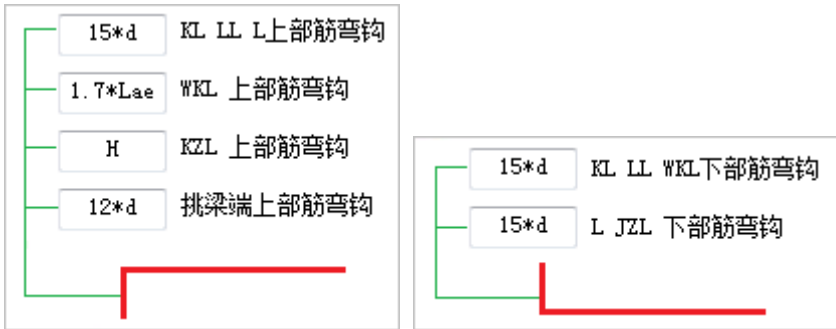 15*d KL LL L上部筋弯钩
1.7*Lae WKL 上部筋弯钩
H KZL 上部筋弯钩
12*d 挑梁端上部筋弯钩
15*d KL LL WKL下部筋弯钩
15*d L JZL 下部筋弯钩